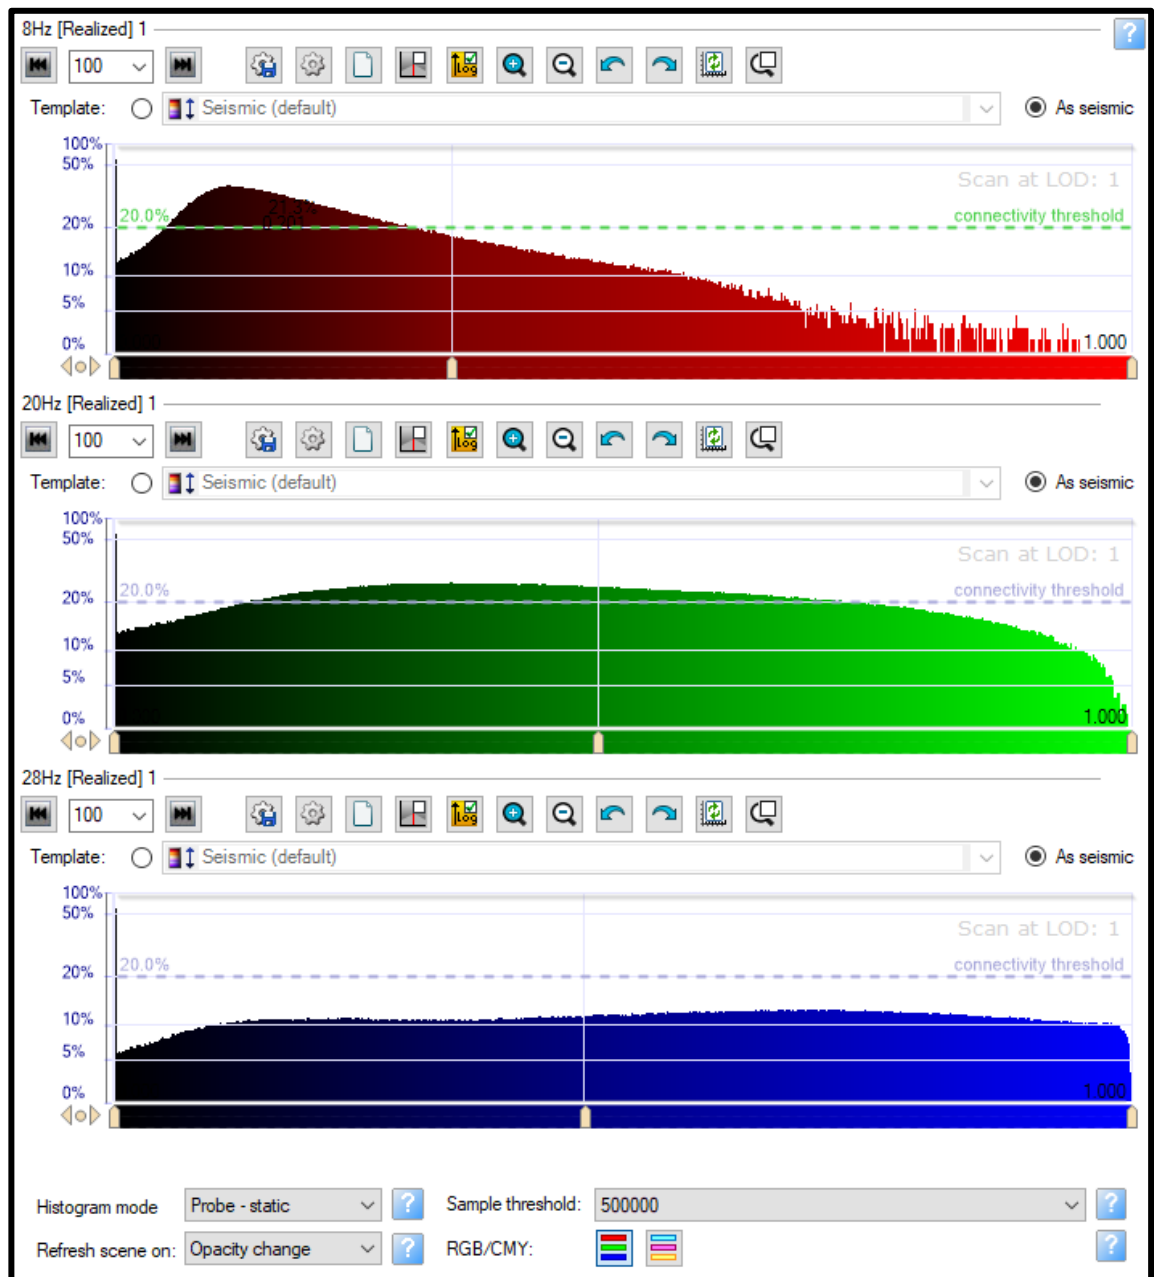 8Hz [Realized] 1
100
Log
Template: Seismic (default) As seismic
100%
50%
Scan at LOD: 1
20.0% connectivity threshold
20%
10%
5%
0%
1.000
20Hz [Realized] 1
100
Log
Template: Seismic (default) As seismic
100%
50%
Scan at LOD: 1
20.0% connectivity threshold
20%
10%
5%
0%
1.000
28Hz [Realized] 1
100
Log
Template: Seismic (default) As seismic
100%
50%
Scan at LOD: 1
20.0% connectivity threshold
20%
10%
5%
0%
1.000
Histogram mode Probe - static ? Sample threshold: 500000 ?
Refresh scene on: Opacity change ? RGB/CMY: ?